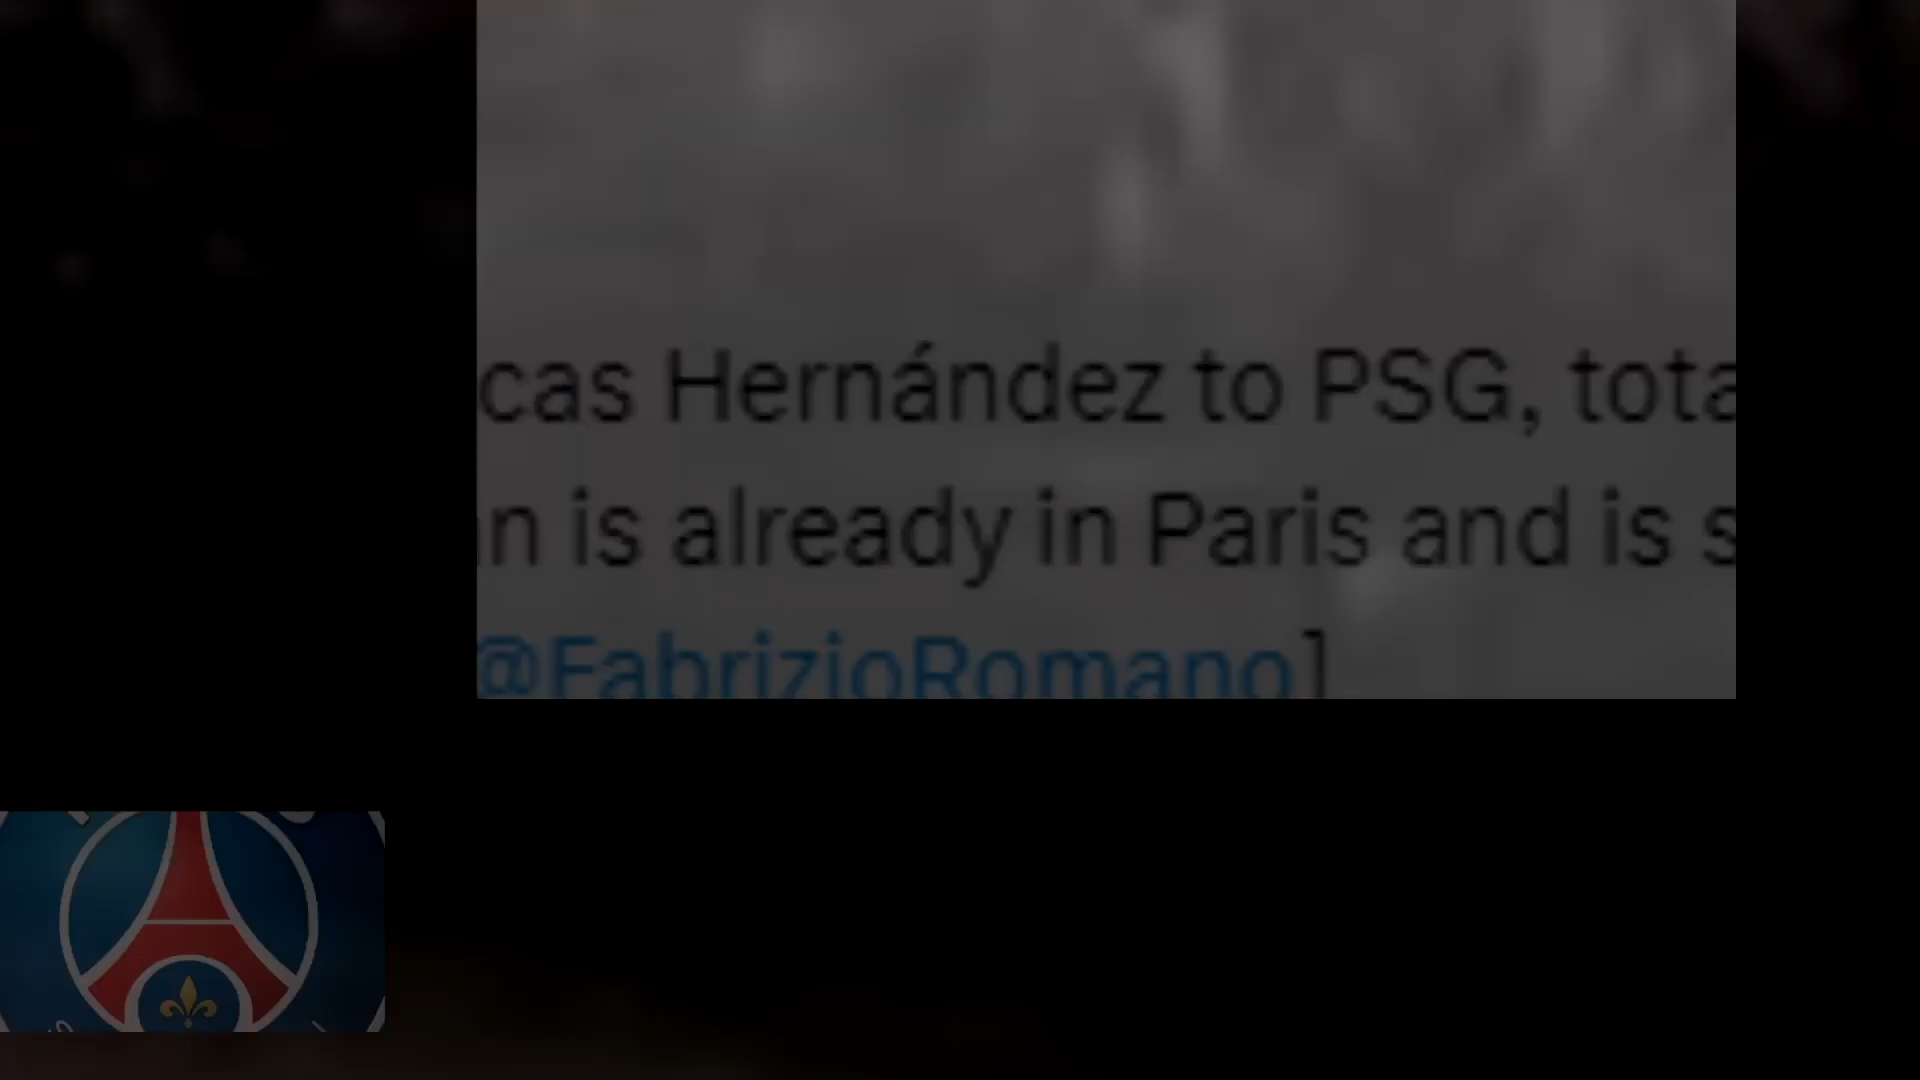 cas Hernández to PSG, tota
n is already in Paris and is s
@FabrizioRomano]